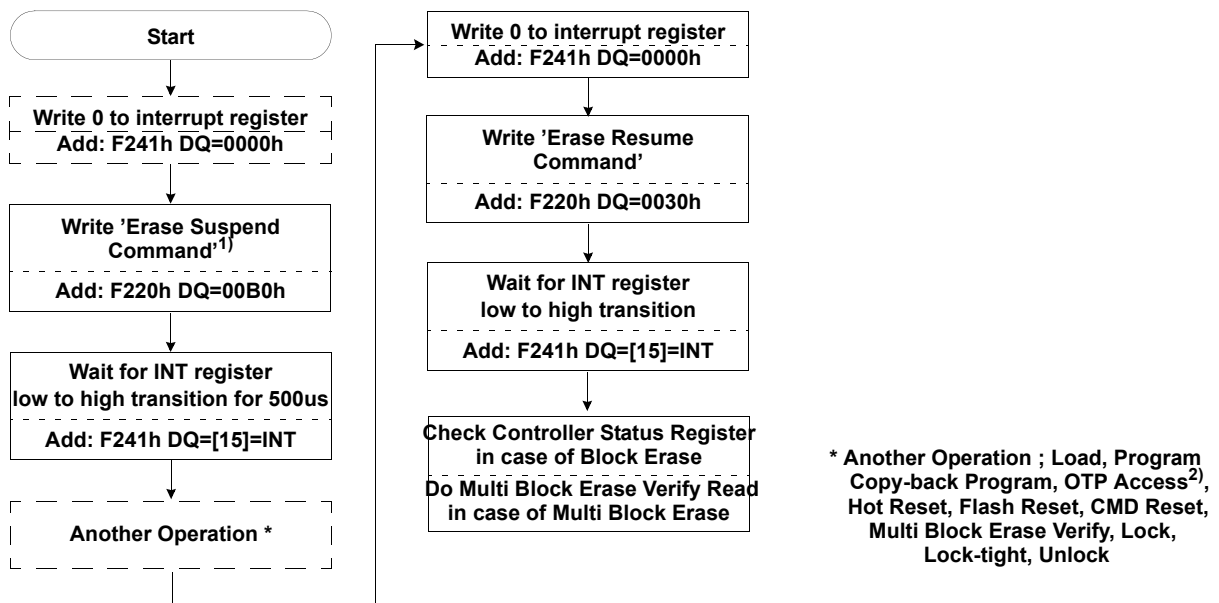 Start
Write 0 to interrupt register
Add: F241h DQ=0000h
Write ’Erase Suspend
Command’1)
Add: F220h DQ=00B0h
Wait for INT register
low to high transition for 500us
Add: F241h DQ=[15]=INT
Another Operation *
Write 0 to interrupt register
Add: F241h DQ=0000h
Write ’Erase Resume
Command’
Add: F220h DQ=0030h
Wait for INT register
low to high transition
Add: F241h DQ=[15]=INT
Check Controller Status Register
in case of Block Erase
Do Multi Block Erase Verify Read
in case of Multi Block Erase
* Another Operation ; Load, Program
Copy-back Program, OTP Access2),
Hot Reset, Flash Reset, CMD Reset,
Multi Block Erase Verify, Lock,
Lock-tight, Unlock